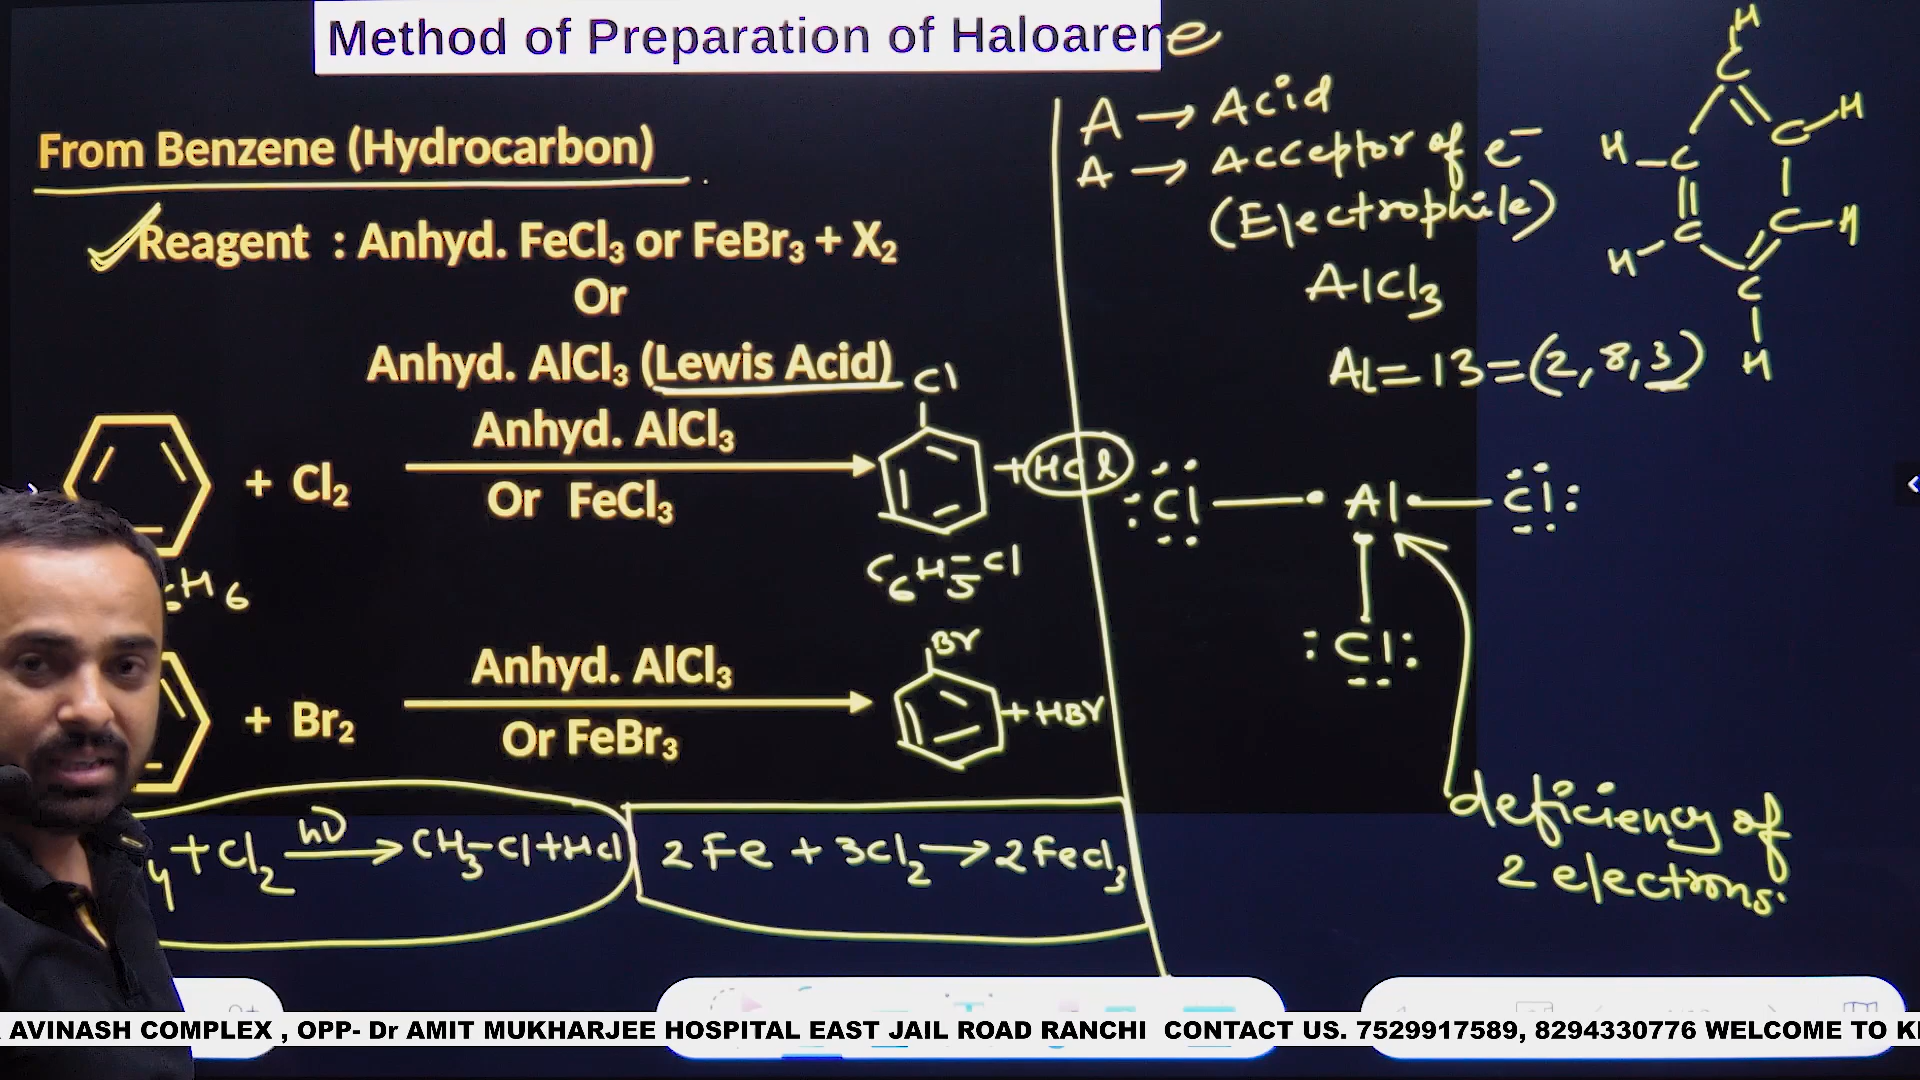 Method of Preparation of Haloarene
From Benzene (Hydrocarbon)
Reagent : Anhyd. FeCl₃ or FeBr₃ + X₂
Or
Anhyd. AlCl₃ (Lewis Acid)
Anhyd. AlCl₃
+ Cl₂
Or FeCl₃
Cl
+ HCl
H₆
C₆H₅-Cl
Anhyd. AlCl₃
+ Br₂
Or FeBr₃
Br
+ HBr
4 + Cl₂ hν → CH₃-Cl + HCl
2Fe + 3Cl₂ → 2FeCl₃
A → Acid
A → Acceptor of e⁻
(Electrophile)
AlCl₃
Al = 13 = (2, 8, 3)
:Cl — Al — Cl:
:Cl:
deficiency of
2 electrons.
H
C
C-H
H-C
C-H
H-C
C
H
AVINASH COMPLEX , OPP- Dr AMIT MUKHARJEE HOSPITAL EAST JAIL ROAD RANCHI CONTACT US. 7529917589, 8294330776 WELCOME TO